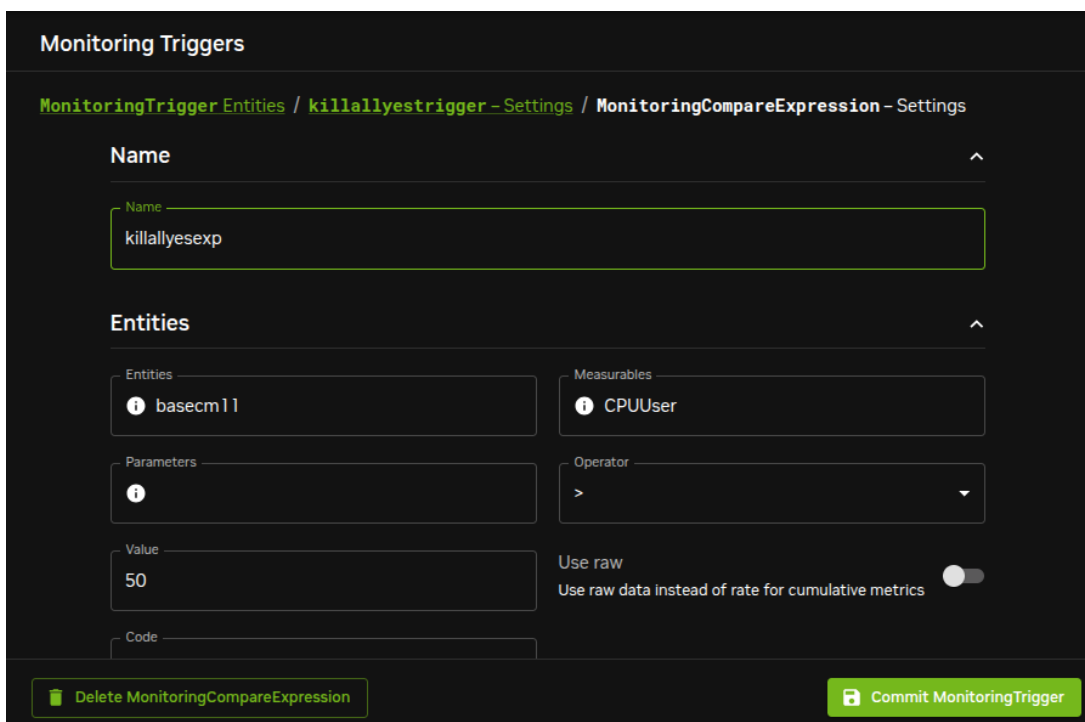 Monitoring Triggers
MonitoringTrigger Entities / killallyestrigger – Settings / MonitoringCompareExpression – Settings
Name
Name
killallyesexp
Entities
Entities
basecm11
Measurables
CPUUser
Parameters
Operator
>
Value
50
Use raw
Use raw data instead of rate for cumulative metrics
Code
Delete MonitoringCompareExpression
Commit MonitoringTrigger